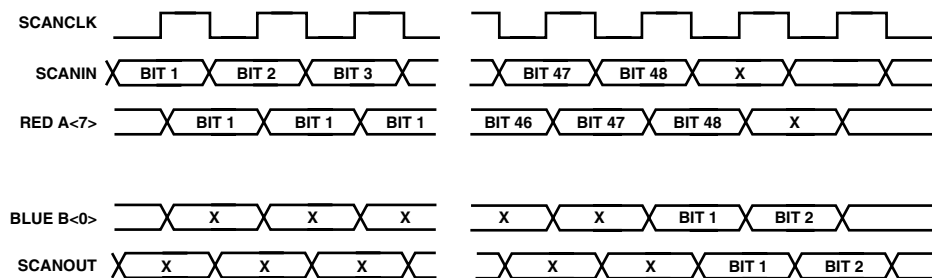 SCANCLK
SCANIN BIT 1 BIT 2 BIT 3 BIT 47 BIT 48 X
RED A<7> BIT 1 BIT 1 BIT 1 BIT 46 BIT 47 BIT 48 X
BLUE B<0> X X X X X BIT 1 BIT 2
SCANOUT X X X X X BIT 1 BIT 2